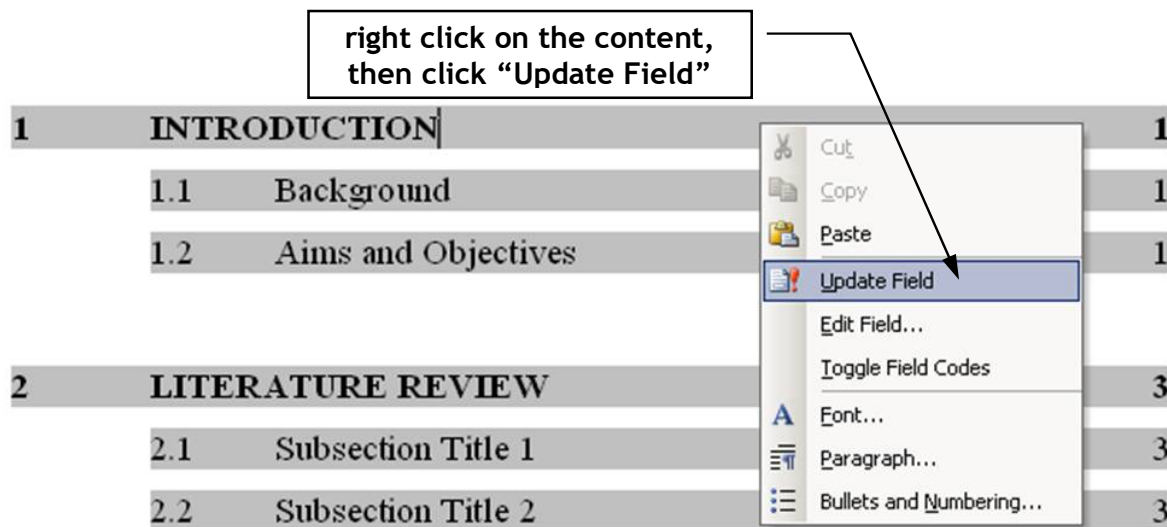 right click on the content,
then click “Update Field”
1 INTRODUCTION 1
1.1 Background 1
1.2 Aims and Objectives 1
2 LITERATURE REVIEW 3
2.1 Subsection Title 1 3
2.2 Subsection Title 2 3
Cut
Copy
Paste
Update Field
Edit Field...
Toggle Field Codes
Font...
Paragraph...
Bullets and Numbering...